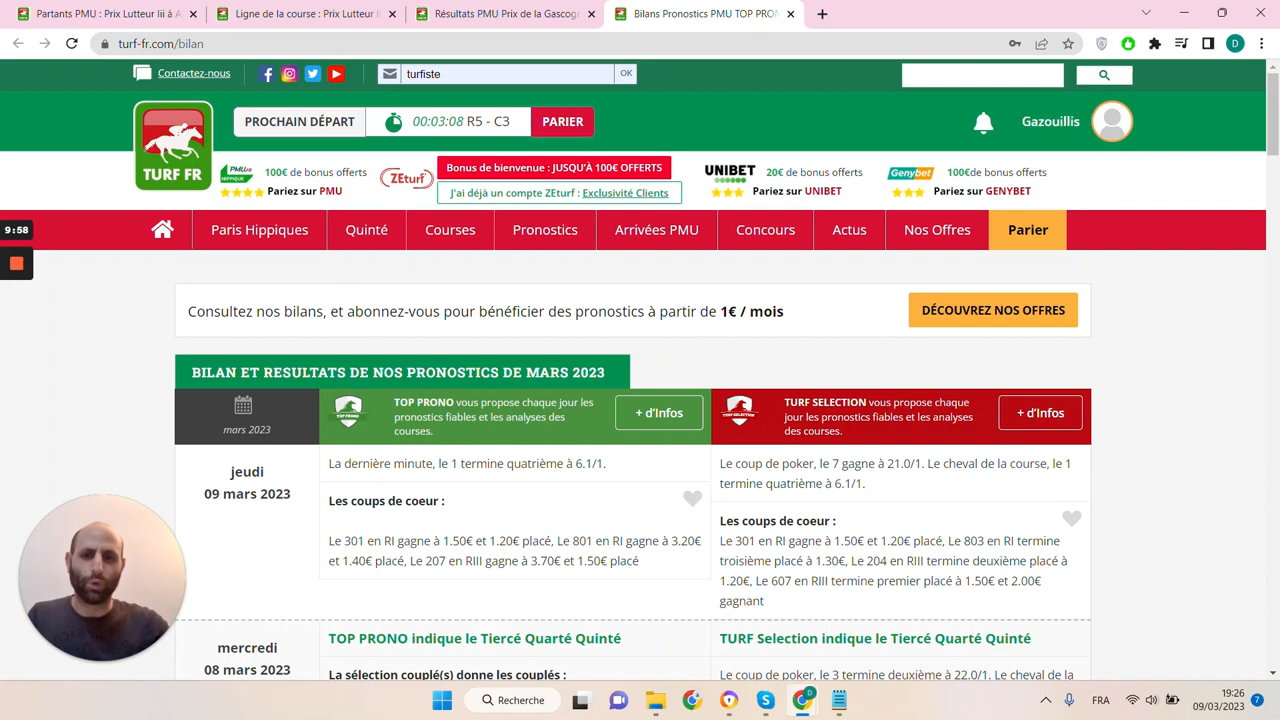 Partants PMU : Prix Lutteur Iii à A
Ligne de la course : Prix Lutteur I
Résultats PMU Prix de la Gascogn
Bilans Pronostics PMU TOP PRON
turf-fr.com/bilan
D
Contactez-nous
turfiste
OK
TURF FR
PROCHAIN DÉPART
00:03:08 R5 - C3
PARIER
Gazouillis
PMU
HIPPIQUE
100€ de bonus offerts
Pariez sur PMU
ZEturf
Bonus de bienvenue : JUSQU'À 100€ OFFERTS
J'ai déjà un compte ZEturf : Exclusivité Clients
UNIBET
20€ de bonus offerts
Pariez sur UNIBET
Genybet
100€de bonus offerts
Pariez sur GENYBET
9:58
Paris Hippiques
Quinté
Courses
Pronostics
Arrivées PMU
Concours
Actus
Nos Offres
Parier
Consultez nos bilans, et abonnez-vous pour bénéficier des pronostics à partir de 1€ / mois
DÉCOUVREZ NOS OFFRES
BILAN ET RESULTATS DE NOS PRONOSTICS DE MARS 2023
mars 2023
TOP PRONO
TOP PRONO vous propose chaque jour les
pronostics fiables et les analyses des
courses.
+ d'Infos
TURF SELECTION
TURF SELECTION vous propose chaque
jour les pronostics fiables et les analyses
des courses.
+ d'Infos
jeudi
09 mars 2023
La dernière minute, le 1 termine quatrième à 6.1/1.
Les coups de coeur :
Le 301 en RI gagne à 1.50€ et 1.20€ placé, Le 801 en RI gagne à 3.20€
et 1.40€ placé, Le 207 en RIII gagne à 3.70€ et 1.50€ placé
Le coup de poker, le 7 gagne à 21.0/1. Le cheval de la course, le 1
termine quatrième à 6.1/1.
Les coups de coeur :
Le 301 en RI gagne à 1.50€ et 1.20€ placé, Le 803 en RI termine
troisième placé à 1.30€, Le 204 en RIII termine deuxième placé à
1.20€, Le 607 en RIII termine premier placé à 1.50€ et 2.00€
gagnant
mercredi
08 mars 2023
TOP PRONO indique le Tiercé Quarté Quinté
La sélection couplé(s) donne les couplés :
TURF Selection indique le Tiercé Quarté Quinté
Le coup de poker, le 3 termine deuxième à 22.0/1. Le cheval de la
Recherche
D
FRA
19:26
09/03/2023
7